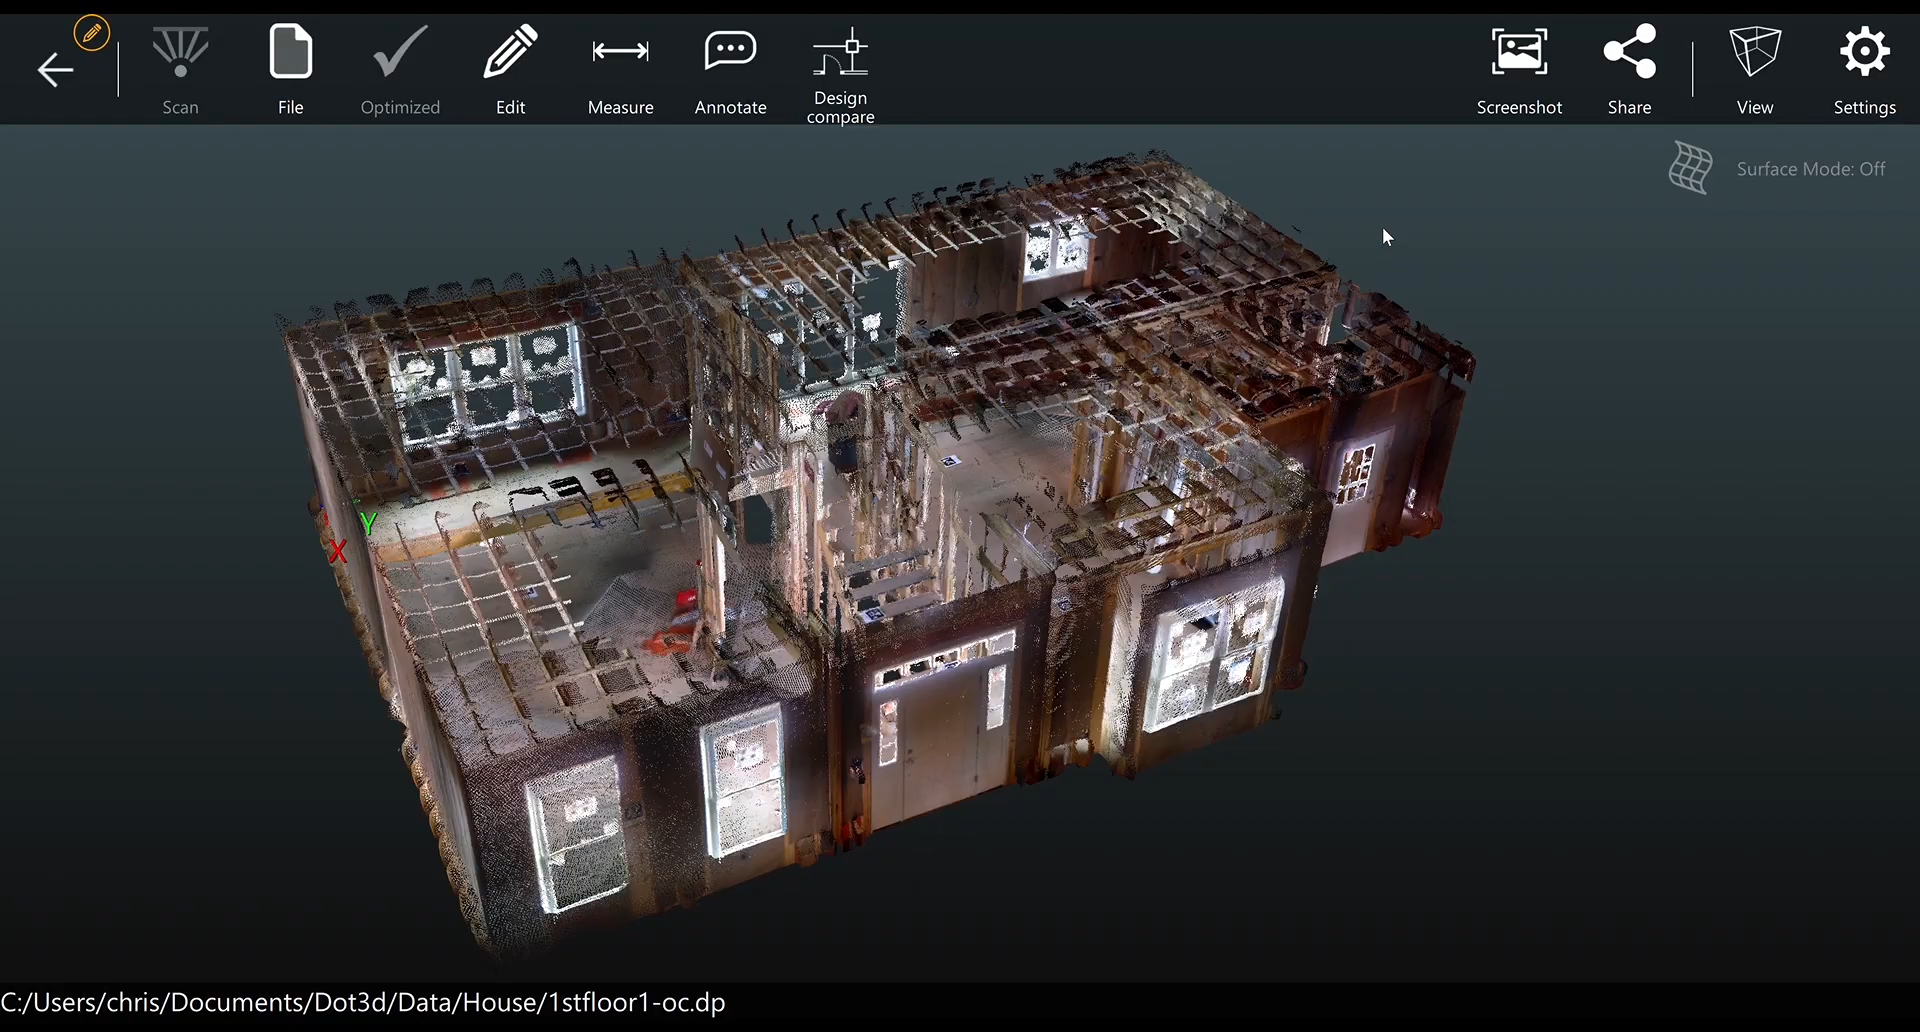 Scan
File
Optimized
Edit
Measure
Annotate
Design
compare
Screenshot
Share
View
Settings
Surface Mode: Off
Y
X
C:/Users/chris/Documents/Dot3d/Data/House/1stfloor1-oc.dp